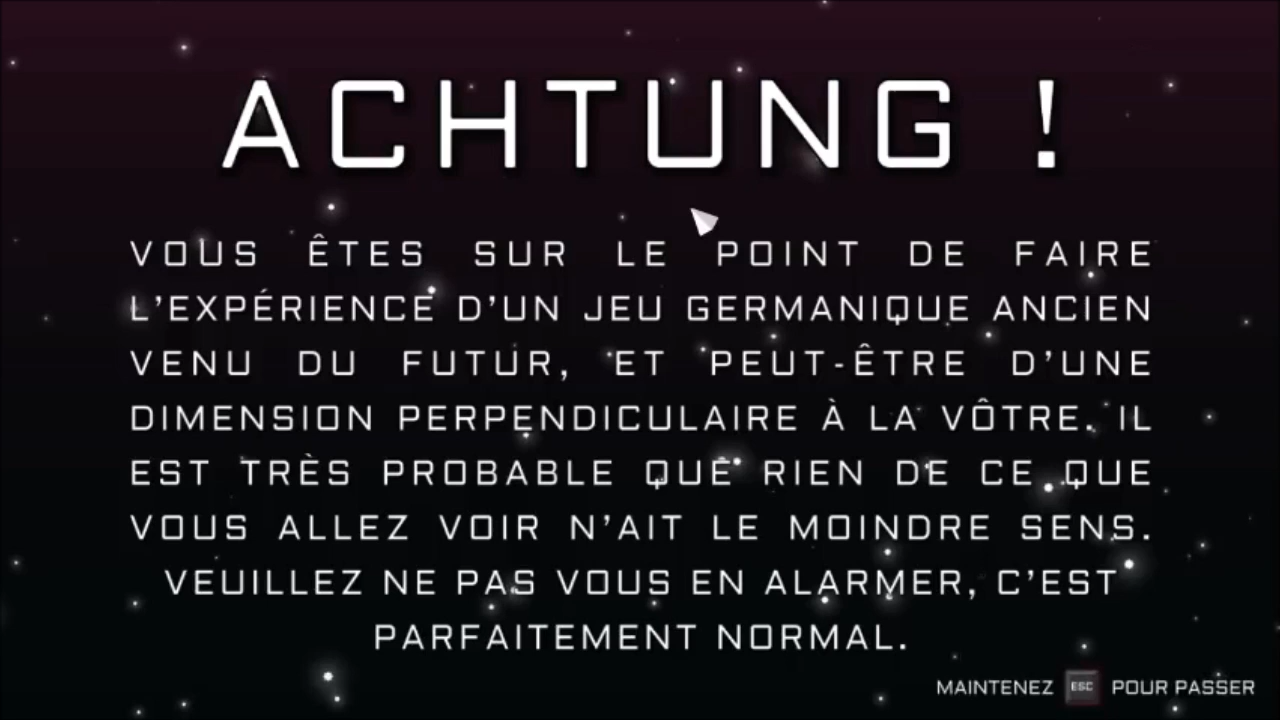 ACHTUNG !
VOUS ÊTES SUR LE POINT DE FAIRE
L'EXPÉRIENCE D'UN JEU GERMANIQUE ANCIEN
VENU DU FUTUR, ET PEUT-ÊTRE D'UNE
DIMENSION PERPENDICULAIRE À LA VÔTRE. IL
EST TRÈS PROBABLE QUE RIEN DE CE QUE
VOUS ALLEZ VOIR N'AIT LE MOINDRE SENS.
VEUILLEZ NE PAS VOUS EN ALARMER, C'EST
PARFAITEMENT NORMAL.
MAINTENEZ ESC POUR PASSER